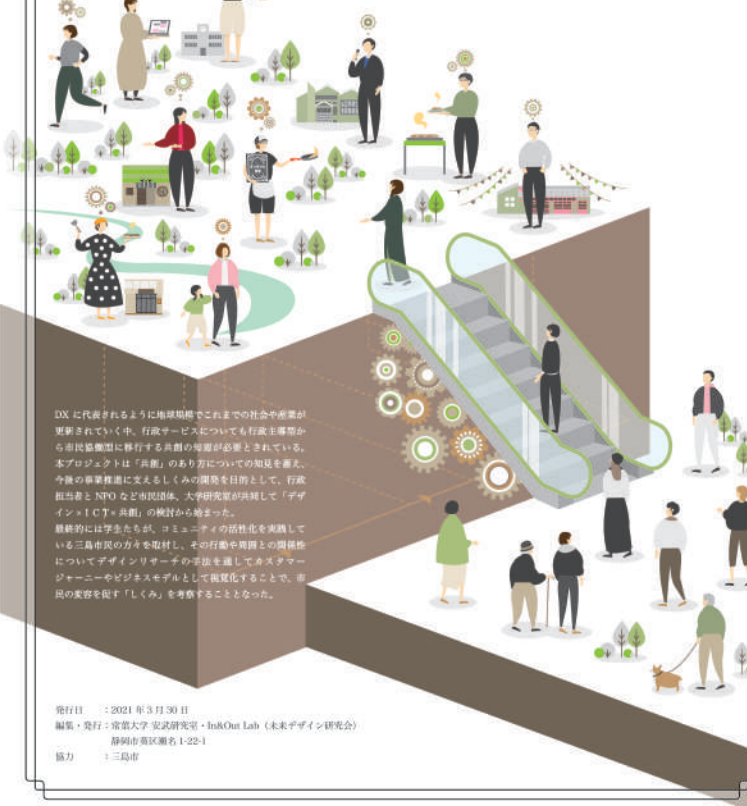 DX に代表されるように地球規模でこれまでの社会や産業が
更新されていく中、行政サービスについても行政主導型か
ら市民協働型に移行する共創の知恵が必要とされている。
本プロジェクトは「共創」のあり方についての知見を蓄え、
今後の事業推進に支えるしくみの開発を目的として、行政
担当者と NPO など市民団体、大学研究室が共同して「デザ
イン×ICT×共創」の検討から始まった。
最終的には学生たちが、コミュニティの活性化を実践して
いる三島市民の方々を取材し、その行動や周囲との関係性
についてデザインリサーチの手法を通してカスタマー
ジャーニーやビジネスモデルとして視覚化することで、市
民の変容を促す「しくみ」を考察することとなった。
発行日 :2021 年 3 月 30 日
編集・発行:常葉大学 安武研究室・In&Out Lab(未来デザイン研究会)
静岡市葵区瀬名 1-22-1
協力 :三島市